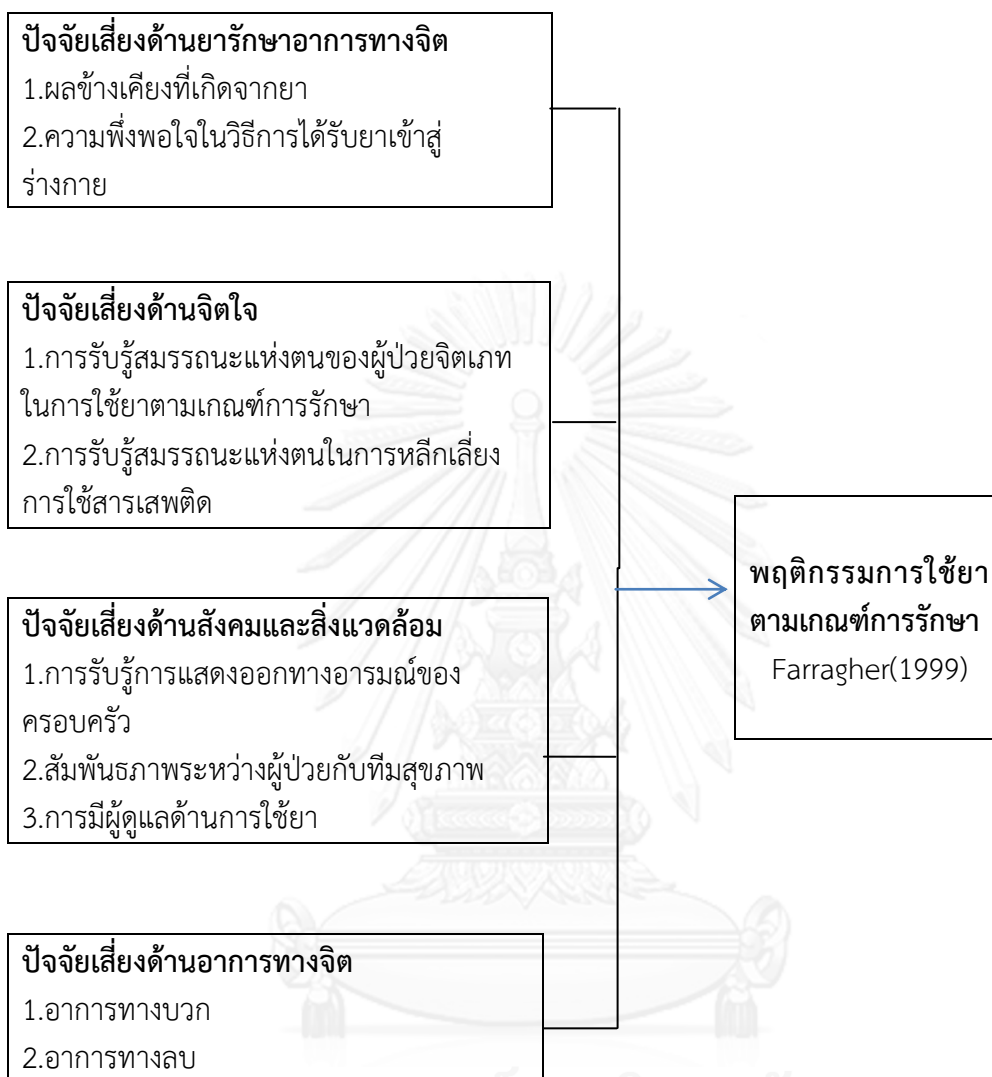 ปัจจัยเสี่ยงด้านยารักษาอาการทางจิต
1.ผลข้างเคียงที่เกิดจากยา
2.ความพึ่งพอใจในวิธีการได้รับยาเข้าสู่
ร่างกาย
ปัจจัยเสี่ยงด้านจิตใจ
1.การรับรู้สมรรถนะแห่งตนของผู้ป่วยจิตเภท
ในการใช้ยาตามเกณฑ์การรักษา
2.การรับรู้สมรรถนะแห่งตนในการหลีกเลี่ยง
การใช้สารเสพติด
ปัจจัยเสี่ยงด้านสังคมและสิ่งแวดล้อม
1.การรับรู้การแสดงออกทางอารมณ์ของ
ครอบครัว
2.สัมพันธภาพระหว่างผู้ป่วยกับทีมสุขภาพ
3.การมีผู้ดูแลด้านการใช้ยา
ปัจจัยเสี่ยงด้านอาการทางจิต
1.อาการทางบวก
2.อาการทางลบ
พฤติกรรมการใช้ยา
ตามเกณฑ์การรักษา
Farragher(1999)